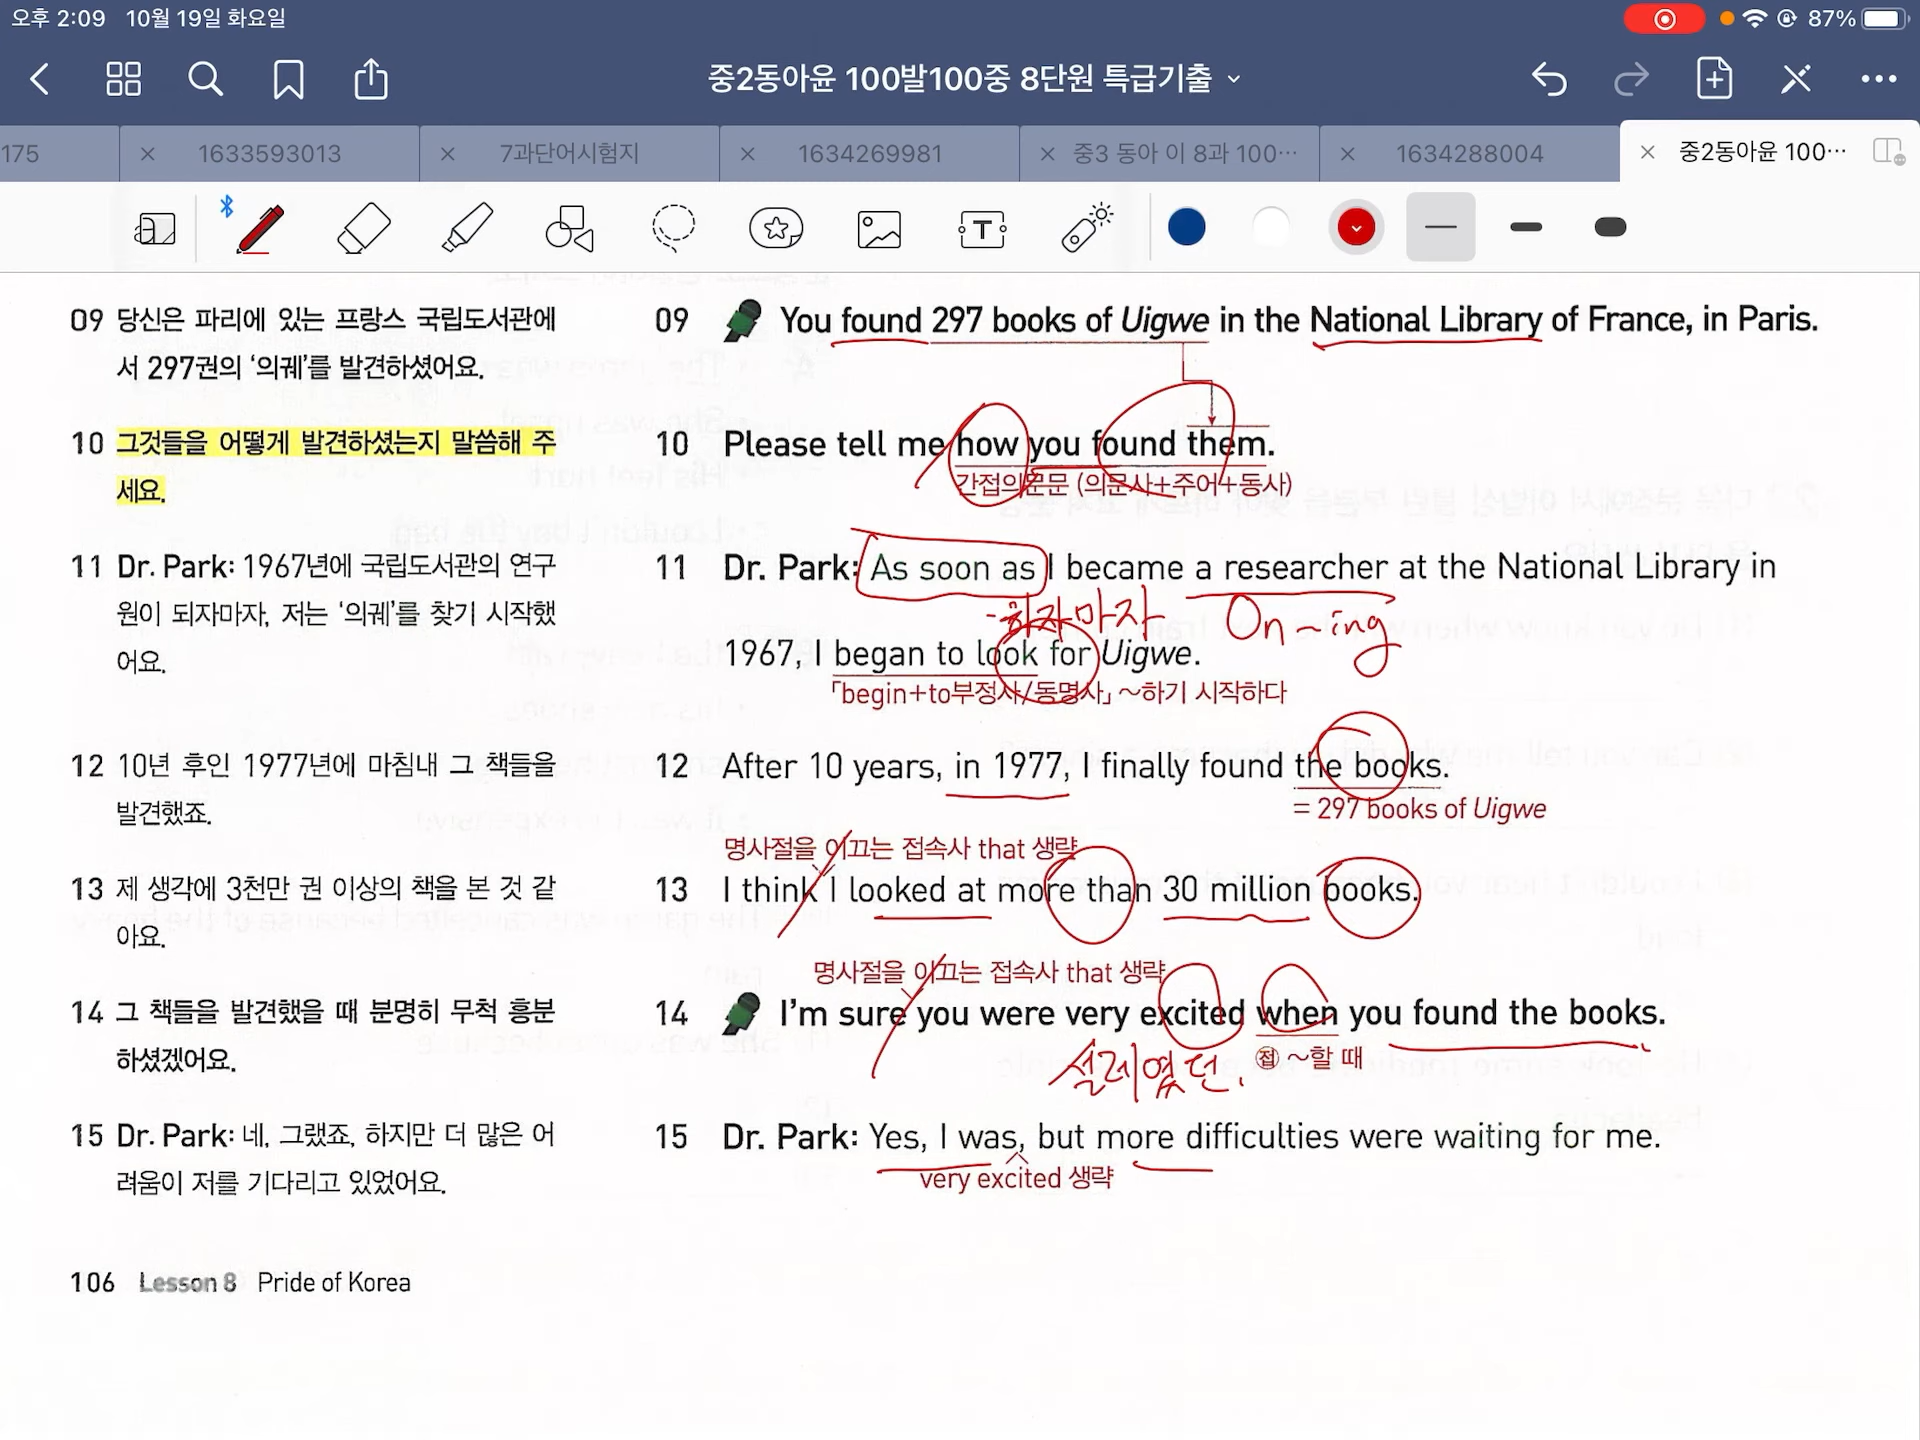 오후 2:09 10월 19일 화요일 87%
중2동아윤 100발100중 8단원 특급기출
175 1633593013 7과단어시험지 1634269981 중3 동아 이 8과 100··· 1634288004 중2동아윤 100···
09 당신은 파리에 있는 프랑스 국립도서관에
서 297권의 '의궤'를 발견하셨어요.
10 그것들을 어떻게 발견하셨는지 말씀해 주
세요.
11 Dr. Park: 1967년에 국립도서관의 연구
원이 되자마자, 저는 '의궤'를 찾기 시작했
어요.
12 10년 후인 1977년에 마침내 그 책들을
발견했죠.
13 제 생각에 3천만 권 이상의 책을 본 것 같
아요.
14 그 책들을 발견했을 때 분명히 무척 흥분
하셨겠어요.
15 Dr. Park: 네, 그랬죠, 하지만 더 많은 어
려움이 저를 기다리고 있었어요.
106 Lesson 8 Pride of Korea
09 You found 297 books of Uigwe in the National Library of France, in Paris.
10 Please tell me how you found them.
간접의문문 (의문사+주어+동사)
11 Dr. Park: As soon as I became a researcher at the National Library in
-하자마자 On ~ing
1967, I began to look for Uigwe.
「begin+to부정사/동명사」 ~하기 시작하다
12 After 10 years, in 1977, I finally found the books.
= 297 books of Uigwe
명사절을 이끄는 접속사 that 생략
13 I think I looked at more than 30 million books.
명사절을 이끄는 접속사 that 생략
14 I'm sure you were very excited when you found the books.
설레였던. 접 ~할 때
15 Dr. Park: Yes, I was, but more difficulties were waiting for me.
very excited 생략